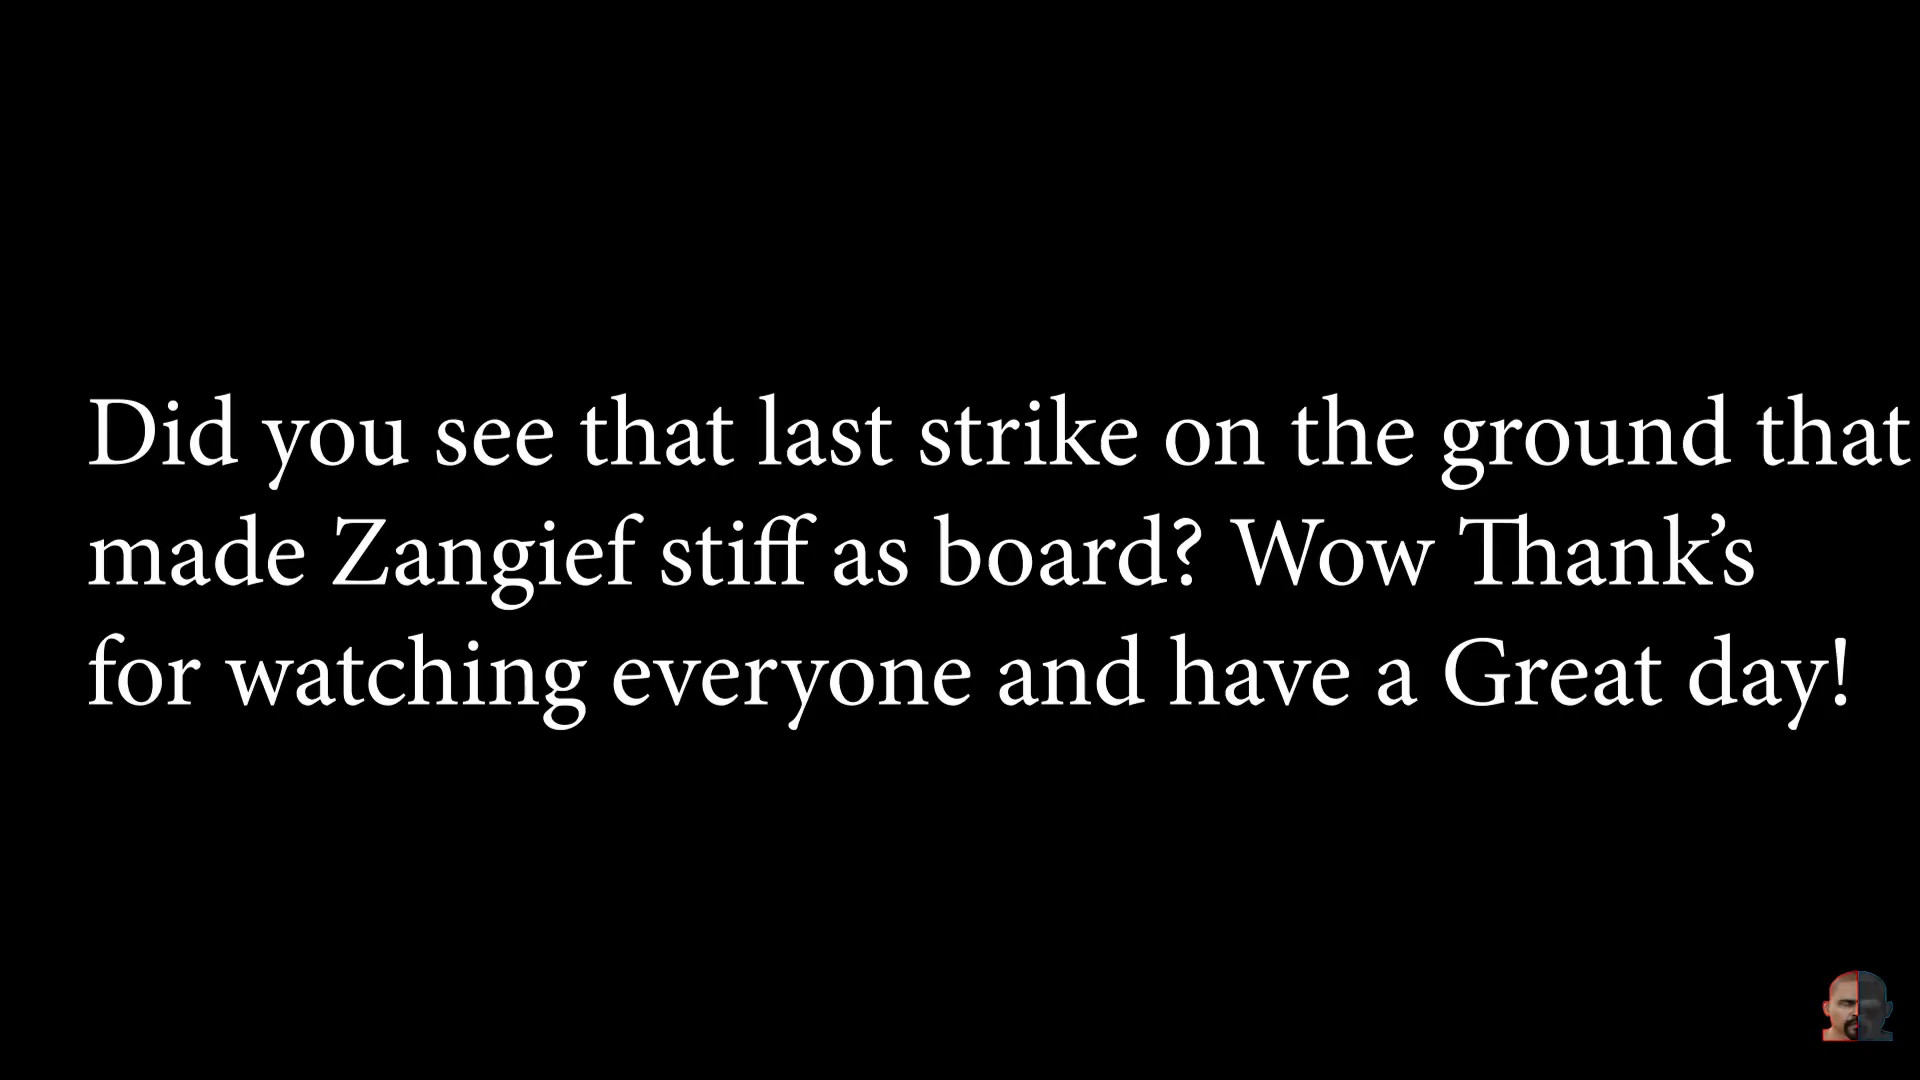 Did you see that last strike on the ground that
made Zangief stiff as board? Wow Thank’s
for watching everyone and have a Great day!